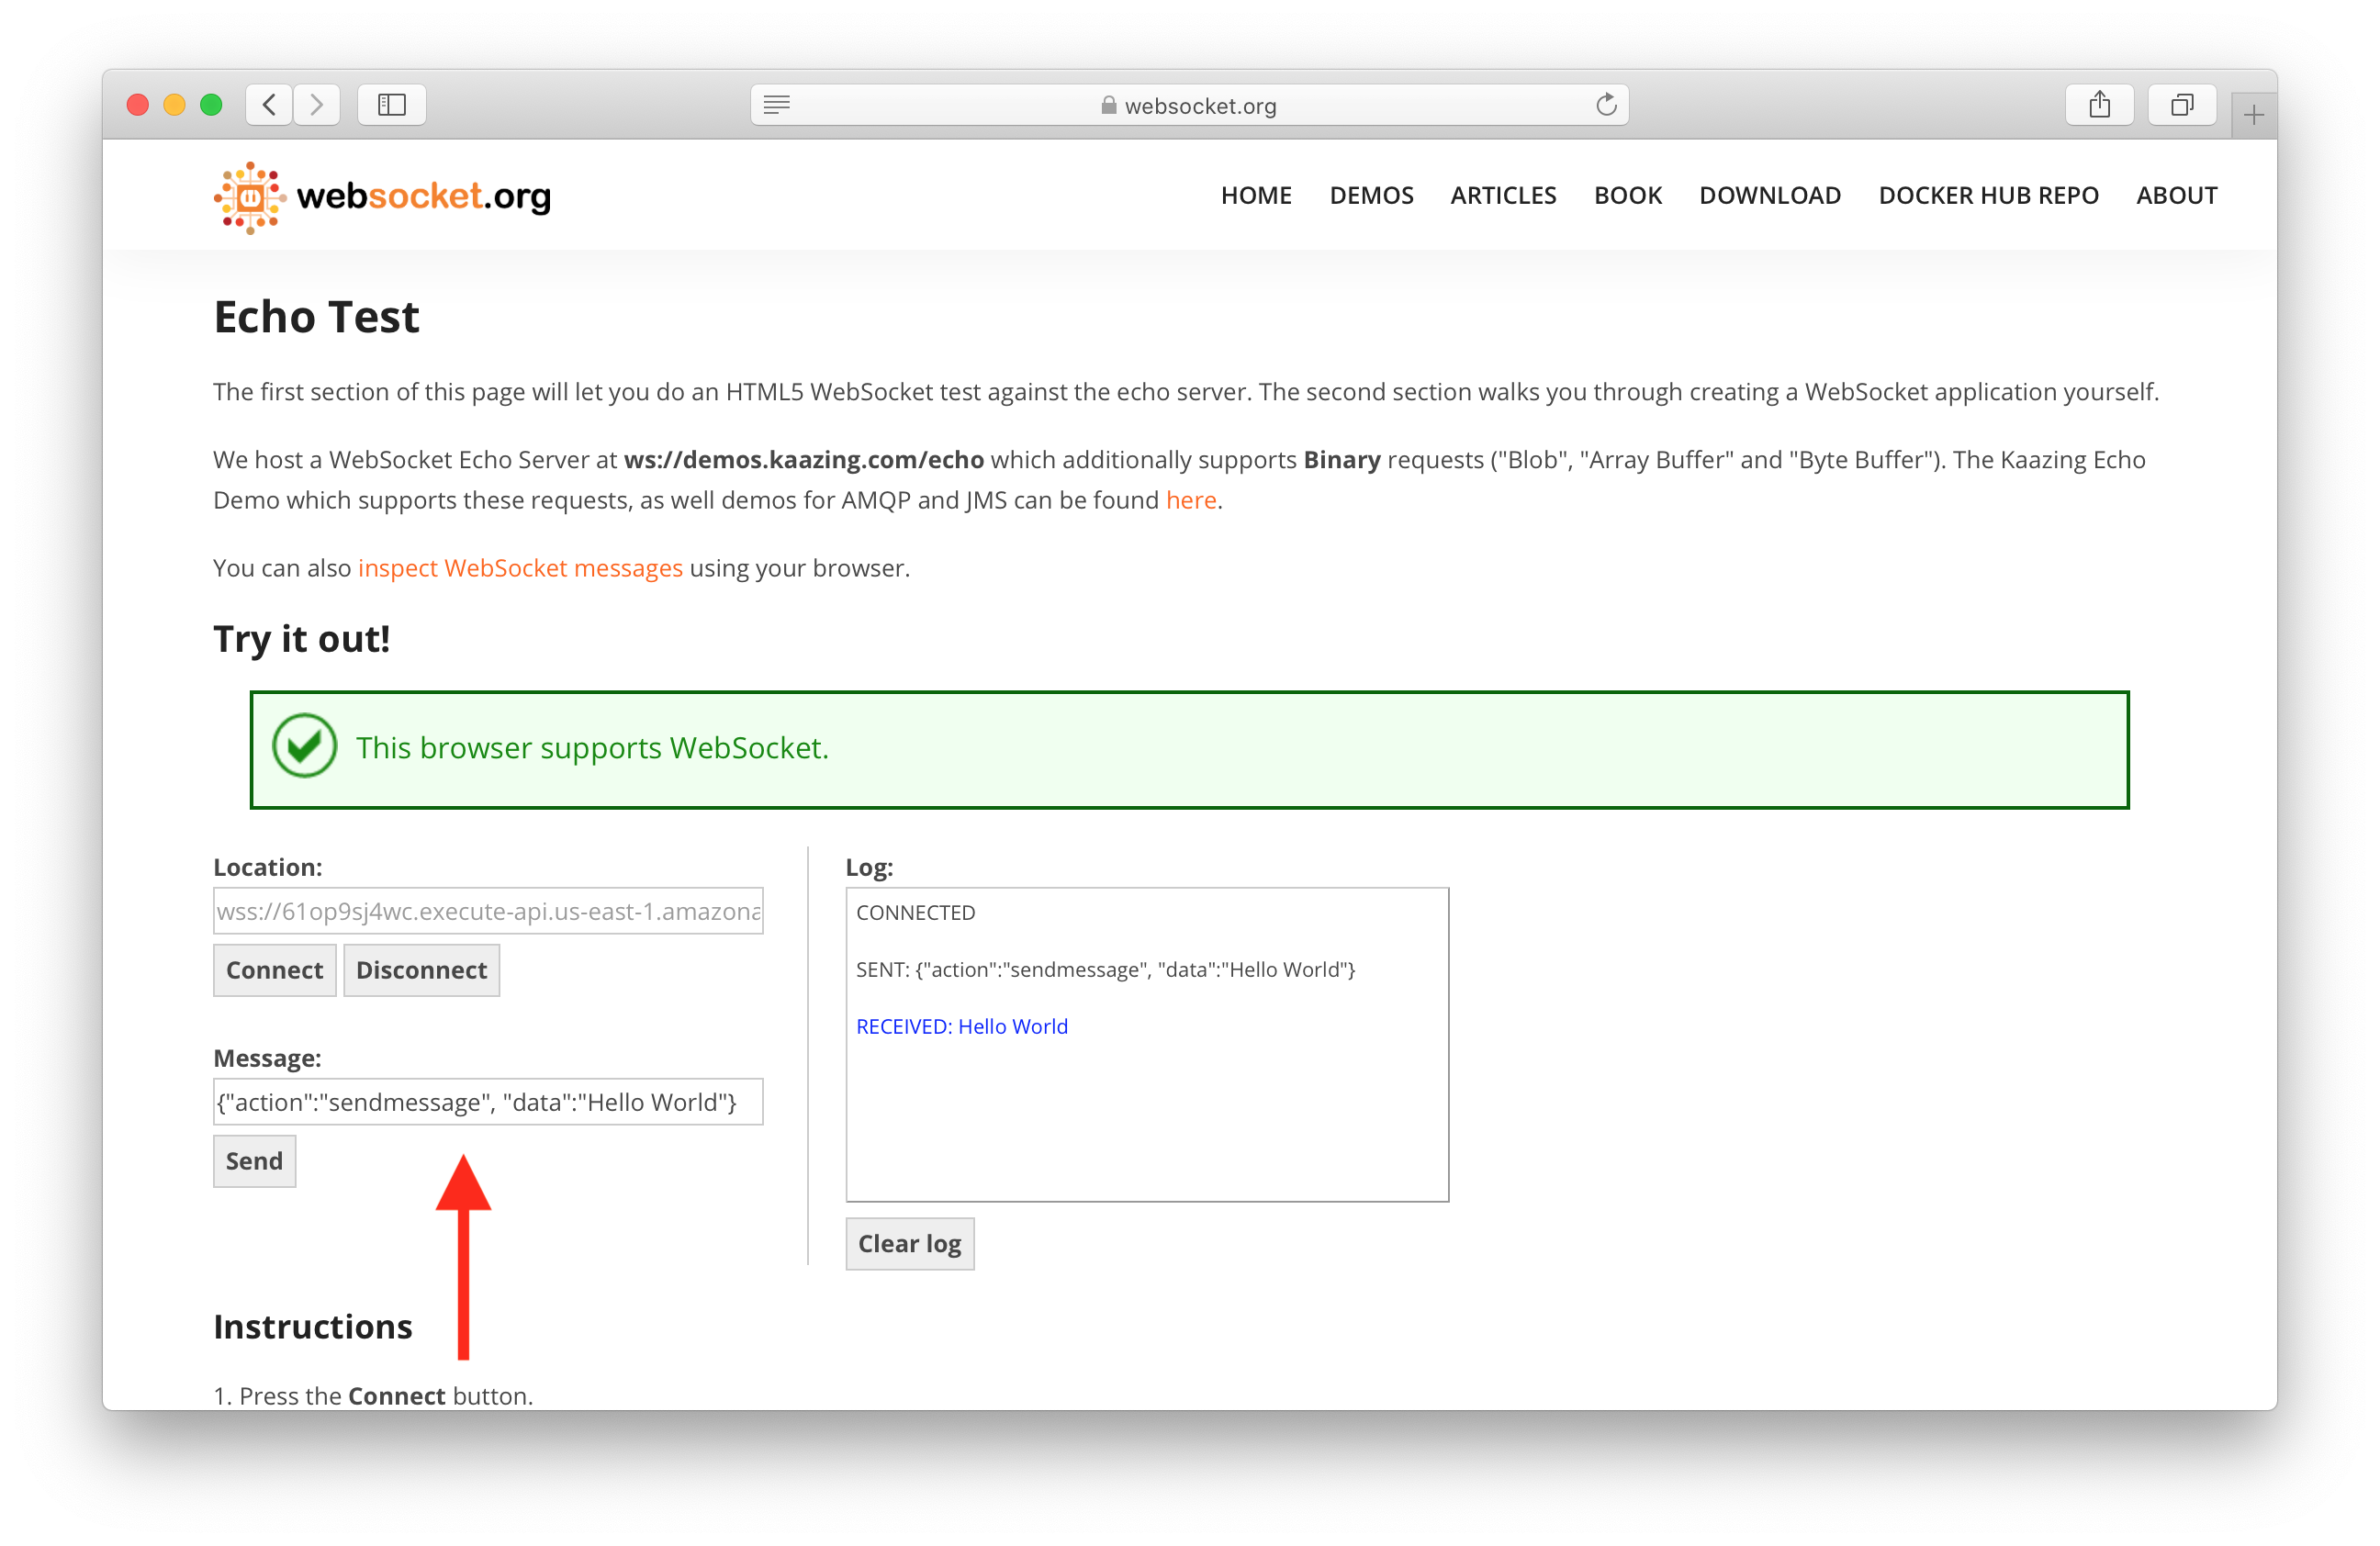 websocket.org
websocket.org
HOME DEMOS ARTICLES BOOK DOWNLOAD DOCKER HUB REPO ABOUT
Echo Test
The first section of this page will let you do an HTML5 WebSocket test against the echo server. The second section walks you through creating a WebSocket application yourself.
We host a WebSocket Echo Server at ws://demos.kaazing.com/echo which additionally supports Binary requests ("Blob", "Array Buffer" and "Byte Buffer"). The Kaazing Echo
Demo which supports these requests, as well demos for AMQP and JMS can be found here.
You can also inspect WebSocket messages using your browser.
Try it out!
This browser supports WebSocket.
Location:
wss://61op9sj4wc.execute-api.us-east-1.amazona
Connect Disconnect
Message:
{"action":"sendmessage", "data":"Hello World"}
Send
Log:
CONNECTED
SENT: {"action":"sendmessage", "data":"Hello World"}
RECEIVED: Hello World
Clear log
Instructions
1. Press the Connect button.